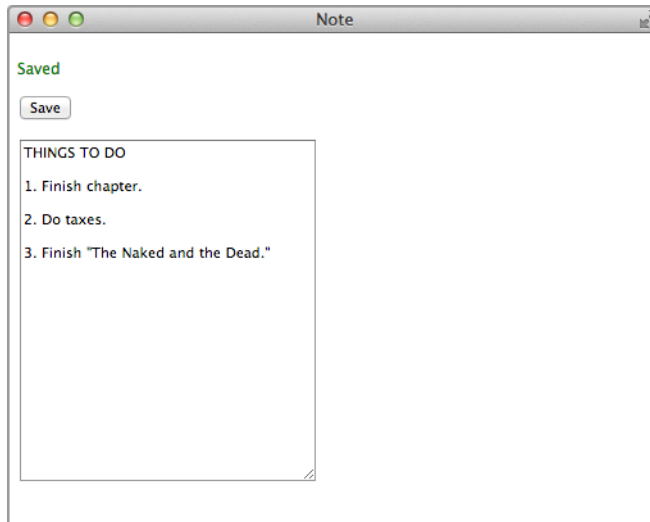 Note
Saved
Save
THINGS TO DO
1. Finish chapter.
2. Do taxes.
3. Finish "The Naked and the Dead."